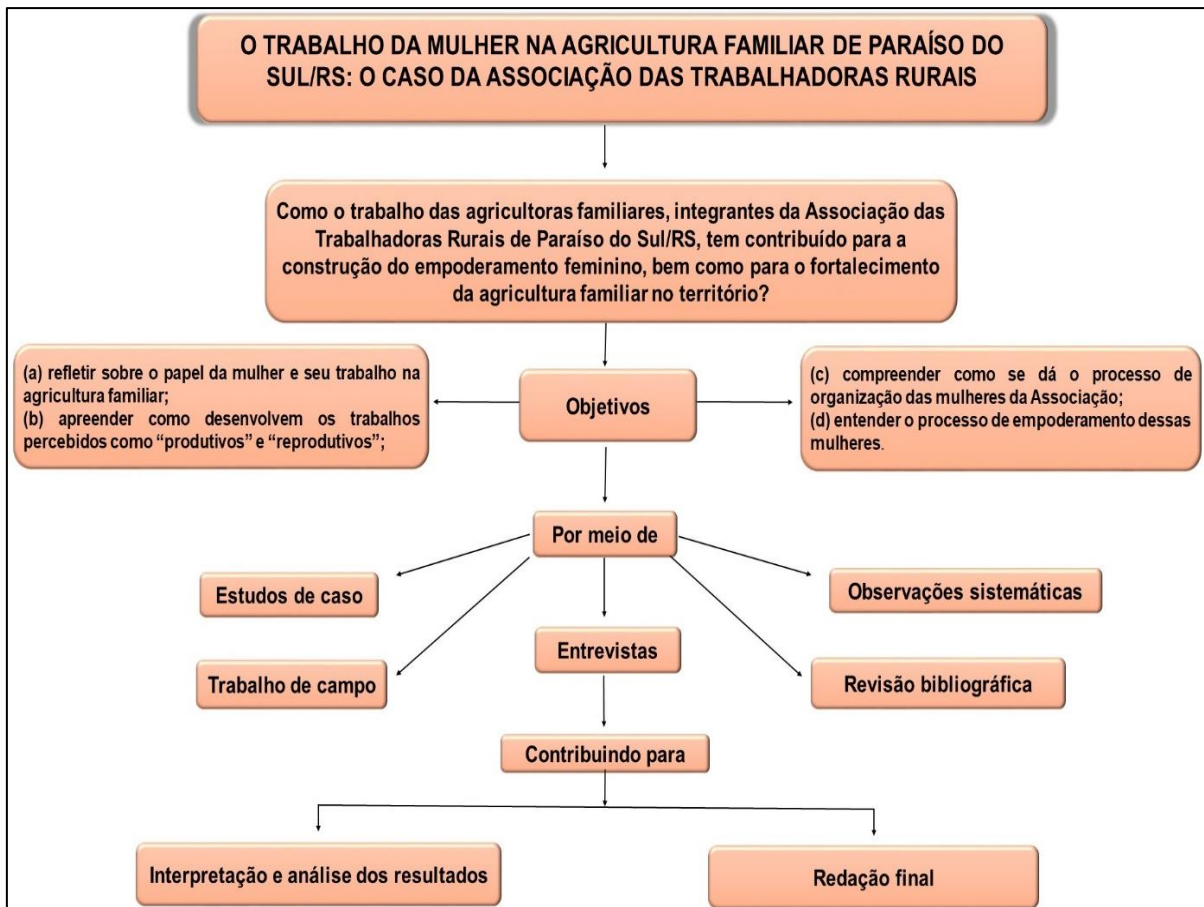 O TRABALHO DA MULHER NA AGRICULTURA FAMILIAR DE PARAÍSO DO
SUL/RS: O CASO DA ASSOCIAÇÃO DAS TRABALHADORAS RURAIS
Como o trabalho das agricultoras familiares, integrantes da Associação das
Trabalhadoras Rurais de Paraíso do Sul/RS, tem contribuído para a
construção do empoderamento feminino, bem como para o fortalecimento
da agricultura familiar no território?
(a) refletir sobre o papel da mulher e seu trabalho na
agricultura familiar;
(b) apreender como desenvolvem os trabalhos
percebidos como “produtivos” e “reprodutivos”;
Objetivos
(c) compreender como se dá o processo de
organização das mulheres da Associação;
(d) entender o processo de empoderamento dessas
mulheres.
Por meio de
Estudos de caso
Observações sistemáticas
Entrevistas
Trabalho de campo
Revisão bibliográfica
Contribuindo para
Interpretação e análise dos resultados
Redação final